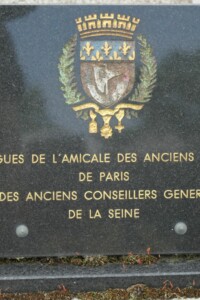 GUES DE L'AMICALE DES ANCIENS
DE PARIS
DES ANCIENS CONSEILLERS GENER
DE LA SEINE